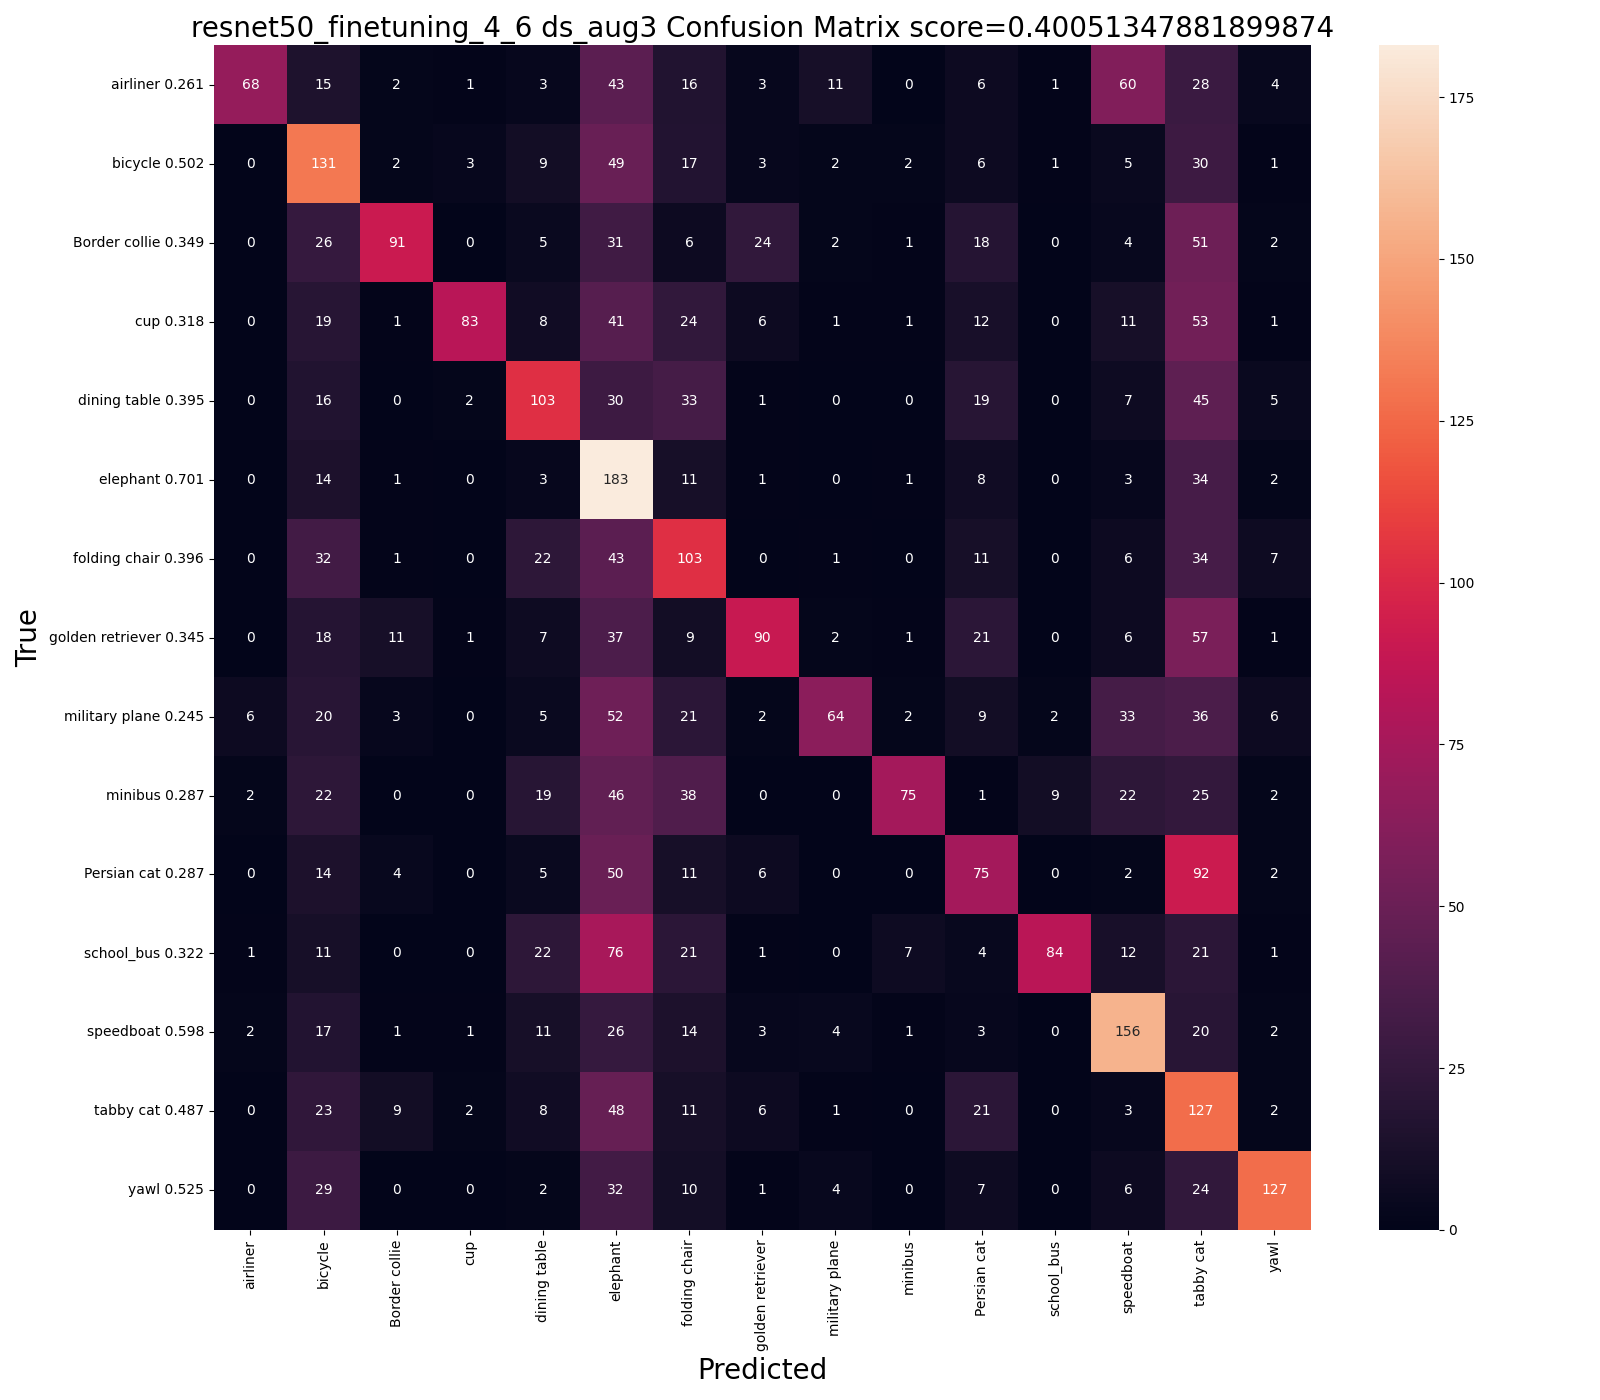 resnet50_finetuning_4_6 ds_aug3 Confusion Matrix score=0.40051347881899874
True
airliner 0.261 68 15 2 1 3 43 16 3 11 0 6 1 60 28 4
bicycle 0.502 0 131 2 3 9 49 17 3 2 2 6 1 5 30 1
Border collie 0.349 0 26 91 0 5 31 6 24 2 1 18 0 4 51 2
cup 0.318 0 19 1 83 8 41 24 6 1 1 12 0 11 53 1
dining table 0.395 0 16 0 2 103 30 33 1 0 0 19 0 7 45 5
elephant 0.701 0 14 1 0 3 183 11 1 0 1 8 0 3 34 2
folding chair 0.396 0 32 1 0 22 43 103 0 1 0 11 0 6 34 7
golden retriever 0.345 0 18 11 1 7 37 9 90 2 1 21 0 6 57 1
military plane 0.245 6 20 3 0 5 52 21 2 64 2 9 2 33 36 6
minibus 0.287 2 22 0 0 19 46 38 0 0 75 1 9 22 25 2
Persian cat 0.287 0 14 4 0 5 50 11 6 0 0 75 0 2 92 2
school_bus 0.322 1 11 0 0 22 76 21 1 0 7 4 84 12 21 1
speedboat 0.598 2 17 1 1 11 26 14 3 4 1 3 0 156 20 2
tabby cat 0.487 0 23 9 2 8 48 11 6 1 0 21 0 3 127 2
yawl 0.525 0 29 0 0 2 32 10 1 4 0 7 0 6 24 127
airliner bicycle Border collie cup dining table elephant folding chair golden retriever military plane minibus Persian cat school_bus speedboat tabby cat yawl
Predicted
175
150
125
100
75
50
25
0